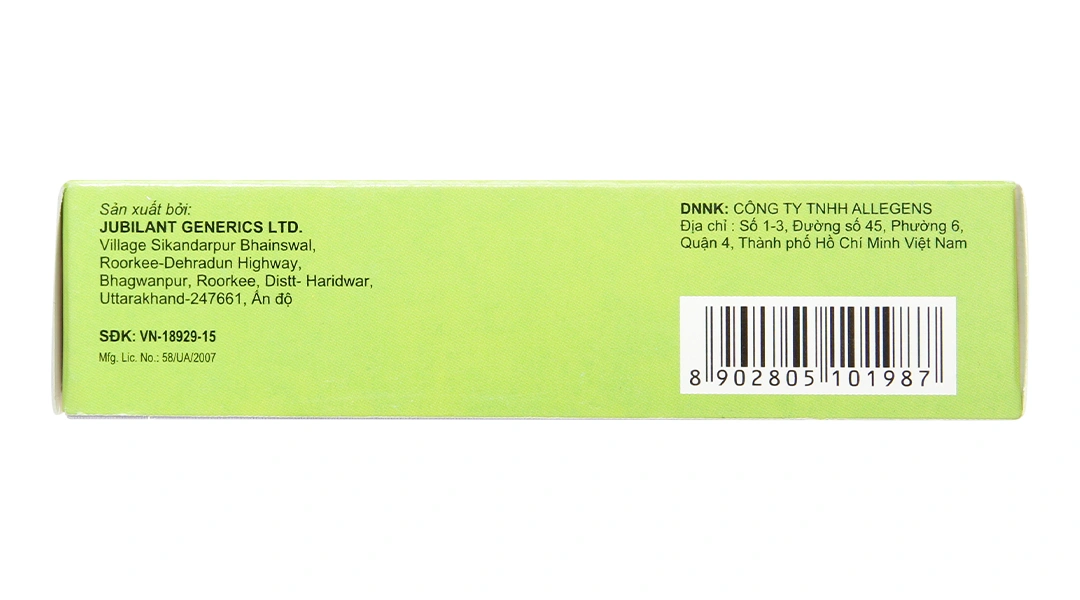 Sản xuất bởi:
JUBILANT GENERICS LTD.
Village Sikandarpur Bhainswal,
Roorkee-Dehradun Highway,
Bhagwanpur, Roorkee, Distt- Haridwar,
Uttarakhand-247661, Ấn độ
SĐK: VN-18929-15
Mfg. Lic. No.: 58/UA/2007
DNNK: CÔNG TY TNHH ALLEGENS
Địa chỉ : Số 1-3, Đường số 45, Phường 6,
Quận 4, Thành phố Hồ Chí Minh Việt Nam
8 902805 101987